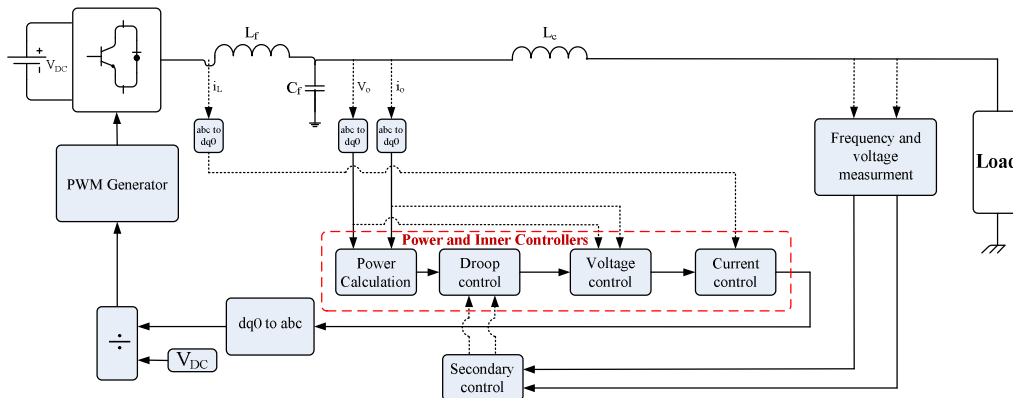 V_DC
L_f
L_c
i_L
C_f
V_o
i_o
abc to
dq0
abc to
dq0
abc to
dq0
Frequency and
voltage
measurment
Load
PWM Generator
Power and Inner Controllers
Power
Calculation
Droop
control
Voltage
control
Current
control
dq0 to abc
÷
V_DC
Secondary
control